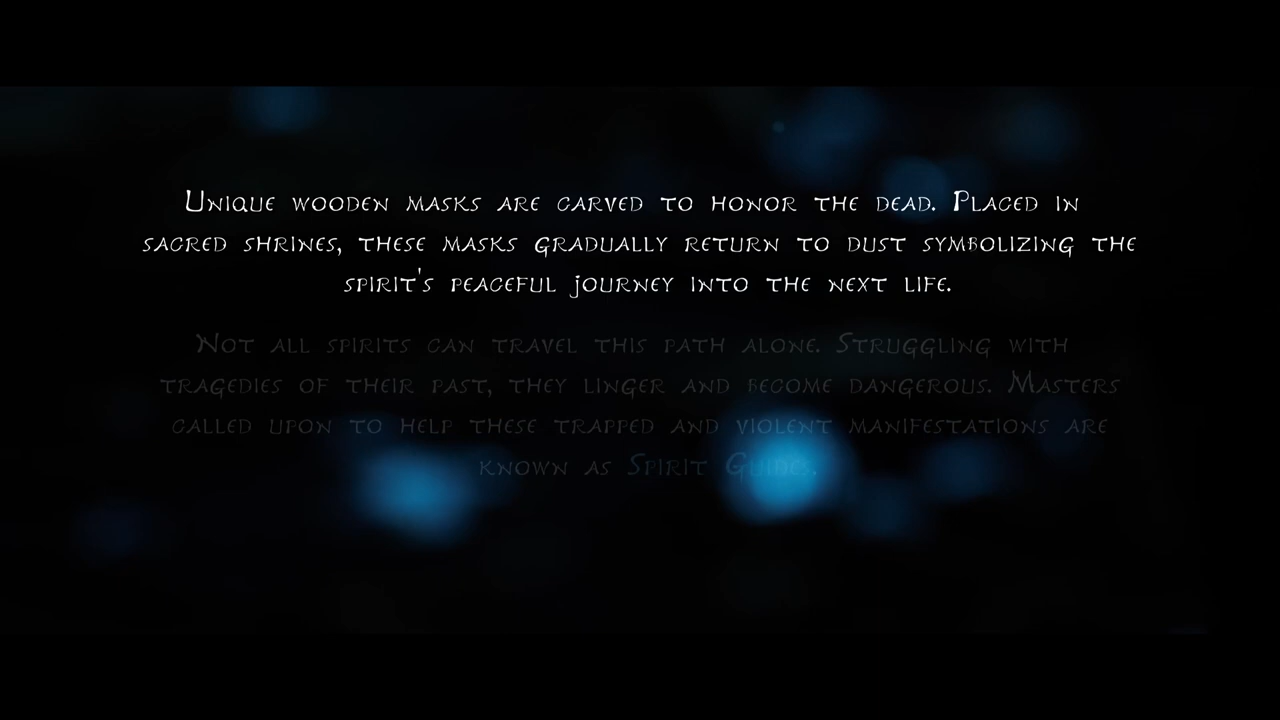 Unique wooden masks are carved to honor the dead. Placed in
sacred shrines, these masks gradually return to dust symbolizing the
spirit's peaceful journey into the next life.
Not all spirits can travel this path alone. Struggling with
tragedies of their past, they linger and become dangerous. Masters
called upon to help these trapped and violent manifestations are
known as Spirit Guides.